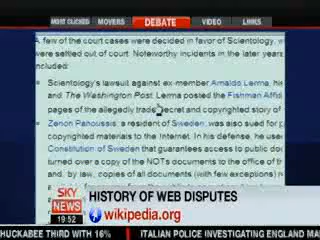 MOST CLICKED MOVERS DEBATE VIDEO LINKS
A few of the court cases were decided in favor of Scientology,
were settled out of court. Noteworthy incidents in the later years
included:
Scientology's lawsuit against ex-member Arnaldo Lerma, his
and The Washington Post. Lerma posted the Fishman Affid
pages of the allegedly trade secret and copyrighted story of
Zenon Panoussis, a resident of Sweden, was also sued for p
copyrighted materials to the Internet. In his defense, he used
Constitution of Sweden that guarantees access to public do
turned over a copy of the NOTs documents to the office of th
and, by law, copies of all documents (with few exceptions)
SKY
NEWS
19:52
HISTORY OF WEB DISPUTES
wikipedia.org
HUCKABEE THIRD WITH 16%
ITALIAN POLICE INVESTIGATING ENGLAND MA